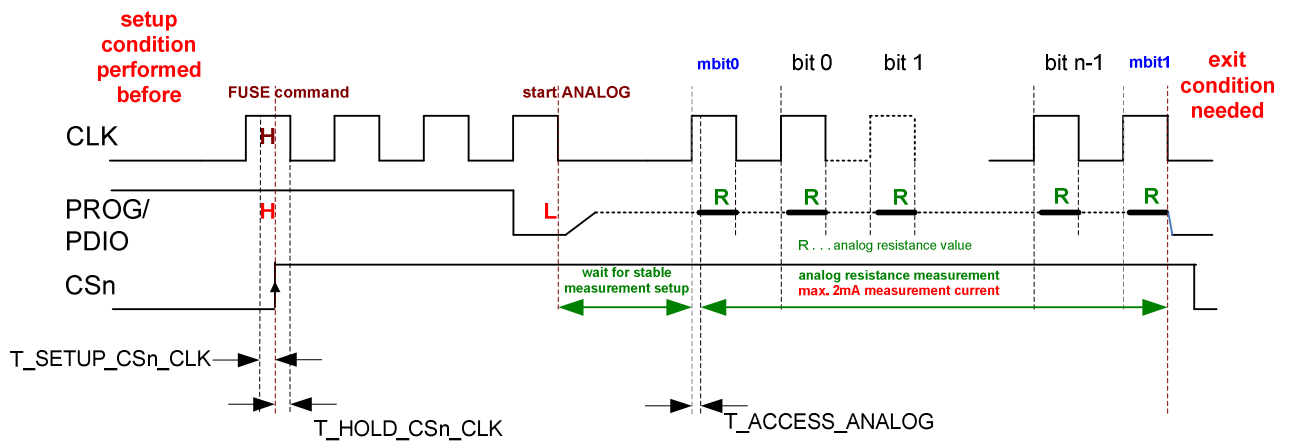 setup
condition
performed
before
mbit0
bit 0
bit 1
bit n-1
mbit1
exit
condition
needed
FUSE command
start ANALOG
CLK
H
PROG/
PDIO
H
L
R
R
R
R
R
R . . . analog resistance value
CSn
wait for stable
measurement setup
analog resistance measurement
max. 2mA measurement current
T_SETUP_CSn_CLK
T_HOLD_CSn_CLK
T_ACCESS_ANALOG